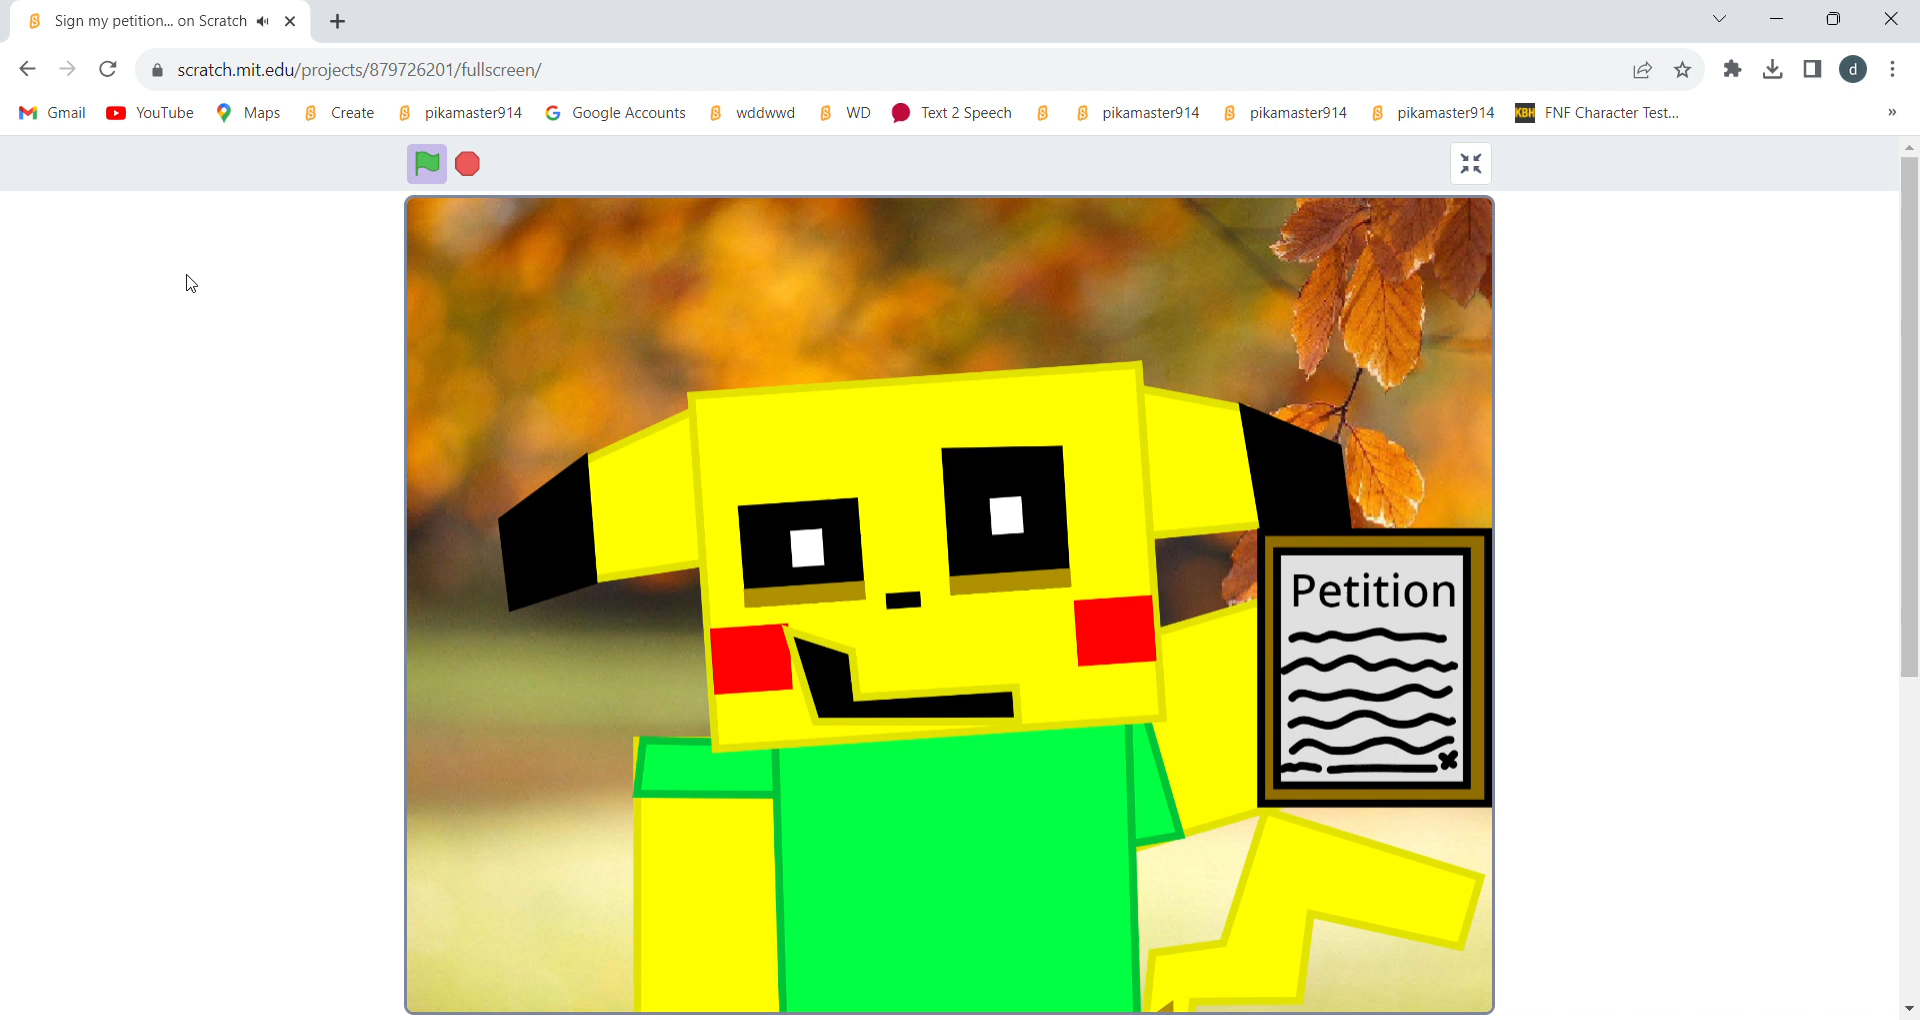 Sign my petition... on Scratch
scratch.mit.edu/projects/879726201/fullscreen/
d
Gmail YouTube Maps Create pikamaster914 Google Accounts wddwwd WD Text 2 Speech pikamaster914 pikamaster914 pikamaster914 KBH FNF Character Test... »
Petition